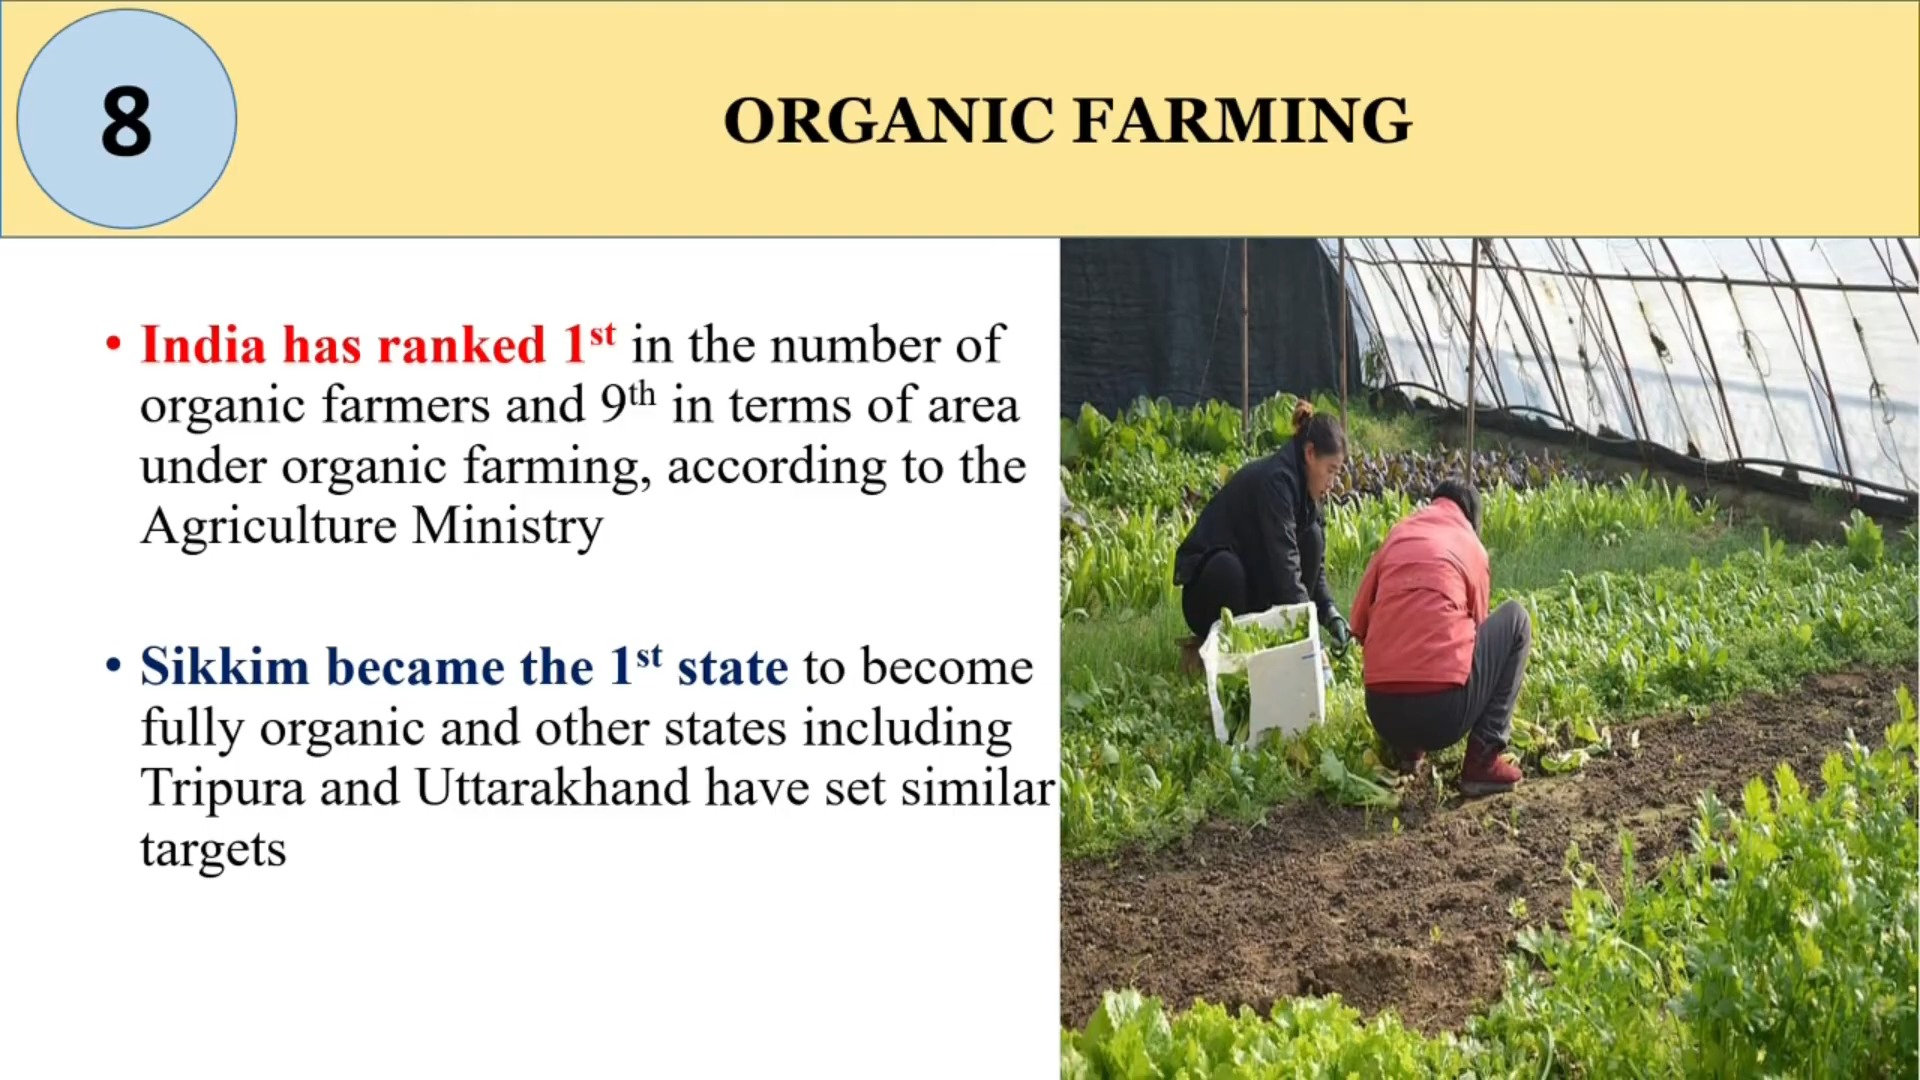 8
ORGANIC FARMING
• India has ranked 1st in the number of
organic farmers and 9th in terms of area
under organic farming, according to the
Agriculture Ministry
• Sikkim became the 1st state to become
fully organic and other states including
Tripura and Uttarakhand have set similar
targets